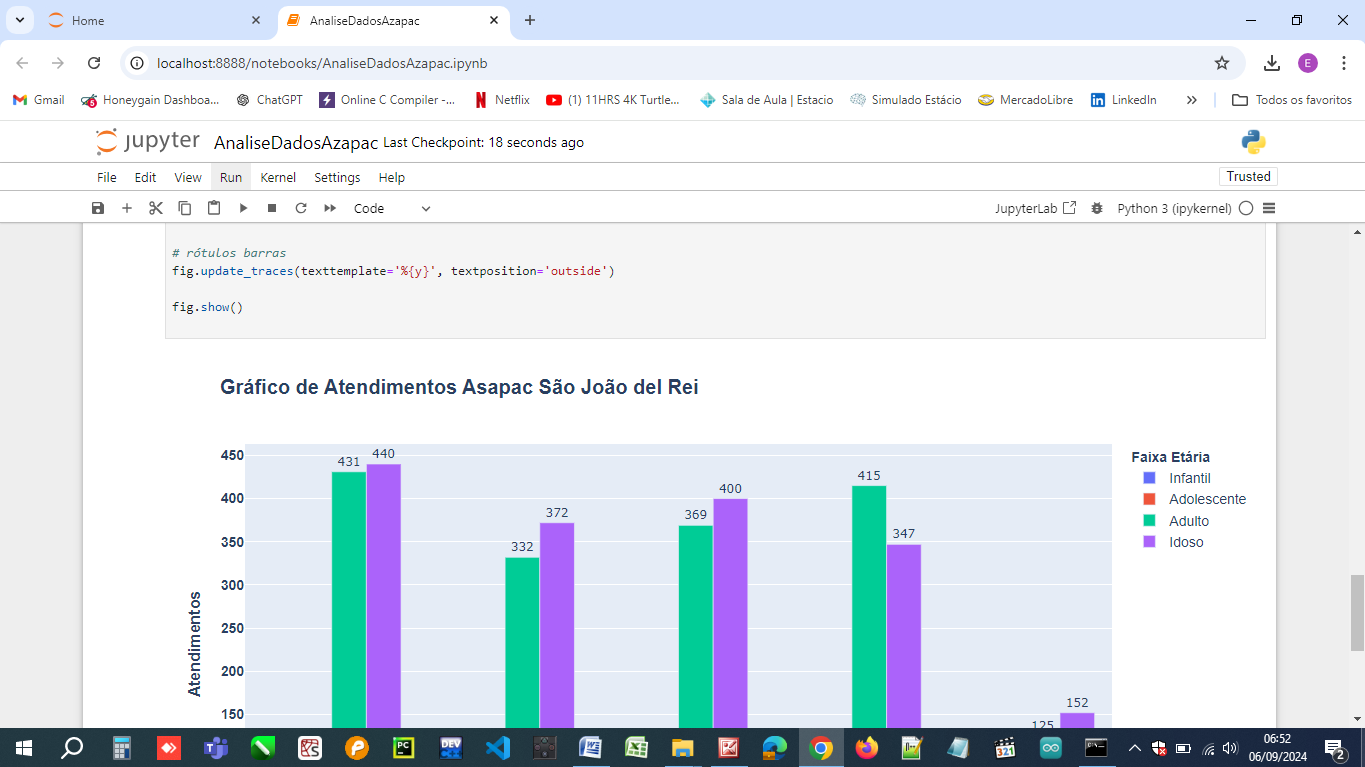 Home
AnaliseDadosAzapac
localhost:8888/notebooks/AnaliseDadosAzapac.ipynb
E
Gmail
Honeygain Dashboa...
ChatGPT
Online C Compiler -...
Netflix
(1) 11HRS 4K Turtle...
Sala de Aula | Estacio
Simulado Estácio
MercadoLibre
LinkedIn
Todos os favoritos
jupyter AnaliseDadosAzapac Last Checkpoint: 18 seconds ago
File Edit View Run Kernel Settings Help
Trusted
Code
JupyterLab
Python 3 (ipykernel)
# rótulos barras
fig.update_traces(texttemplate='%{y}', textposition='outside')
fig.show()
Gráfico de Atendimentos Asapac São João del Rei
Atendimentos
450
400
350
300
250
200
150
431
440
332
372
369
400
415
347
125
152
Faixa Etária
Infantil
Adolescente
Adulto
Idoso
PC
DEV
321
06:52
06/09/2024
2